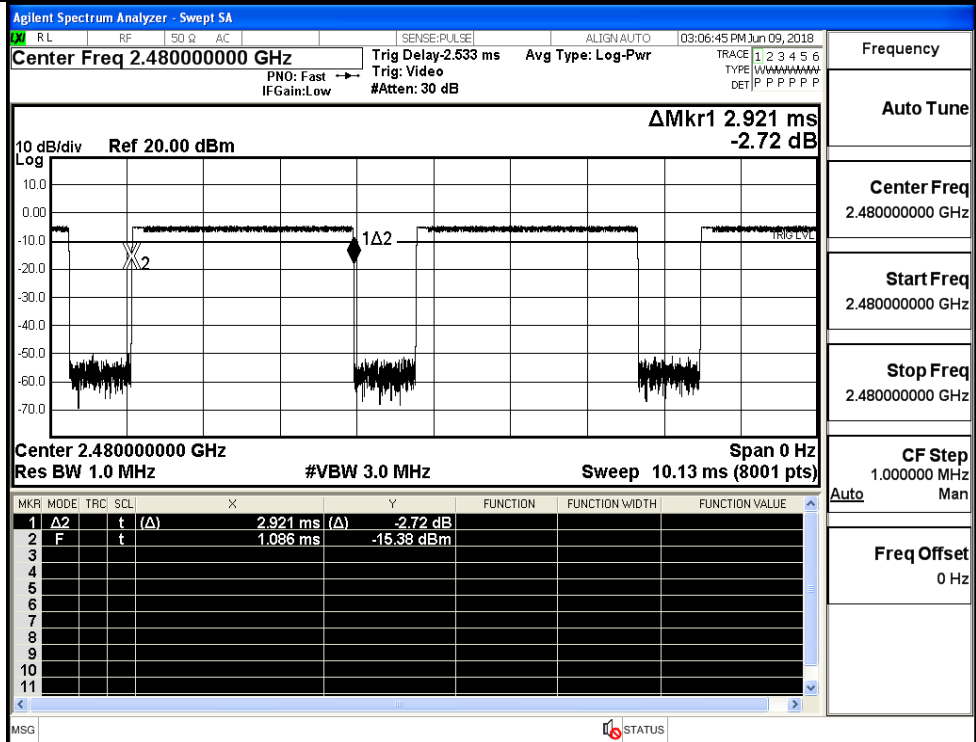 Agilent Spectrum Analyzer - Swept SA
LXI RL RF 50 Ω AC SENSE:PULSE ALIGN AUTO 03:06:45 PM Jun 09, 2018
Center Freq 2.480000000 GHz
PNO: Fast
IFGain:Low
Trig Delay-2.533 ms
Trig: Video
#Atten: 30 dB
Avg Type: Log-Pwr
TRACE 1 2 3 4 5 6
TYPE WWWWWW
DET P P P P P P
ΔMkr1 2.921 ms
-2.72 dB
10 dB/div Ref 20.00 dBm
Log
10.0
0.00
-10.0
-20.0
-30.0
-40.0
-50.0
-60.0
-70.0
1Δ2
2
TRIG LVL
Center 2.480000000 GHz Span 0 Hz
Res BW 1.0 MHz #VBW 3.0 MHz Sweep 10.13 ms (8001 pts)
MKR MODE TRC SCL X Y FUNCTION FUNCTION WIDTH FUNCTION VALUE
1 Δ2 t (Δ) 2.921 ms (Δ) -2.72 dB
2 F t 1.086 ms -15.38 dBm
3
4
5
6
7
8
9
10
11
MSG STATUS
Frequency
Auto Tune
Center Freq
2.480000000 GHz
Start Freq
2.480000000 GHz
Stop Freq
2.480000000 GHz
CF Step
1.000000 MHz
Auto Man
Freq Offset
0 Hz